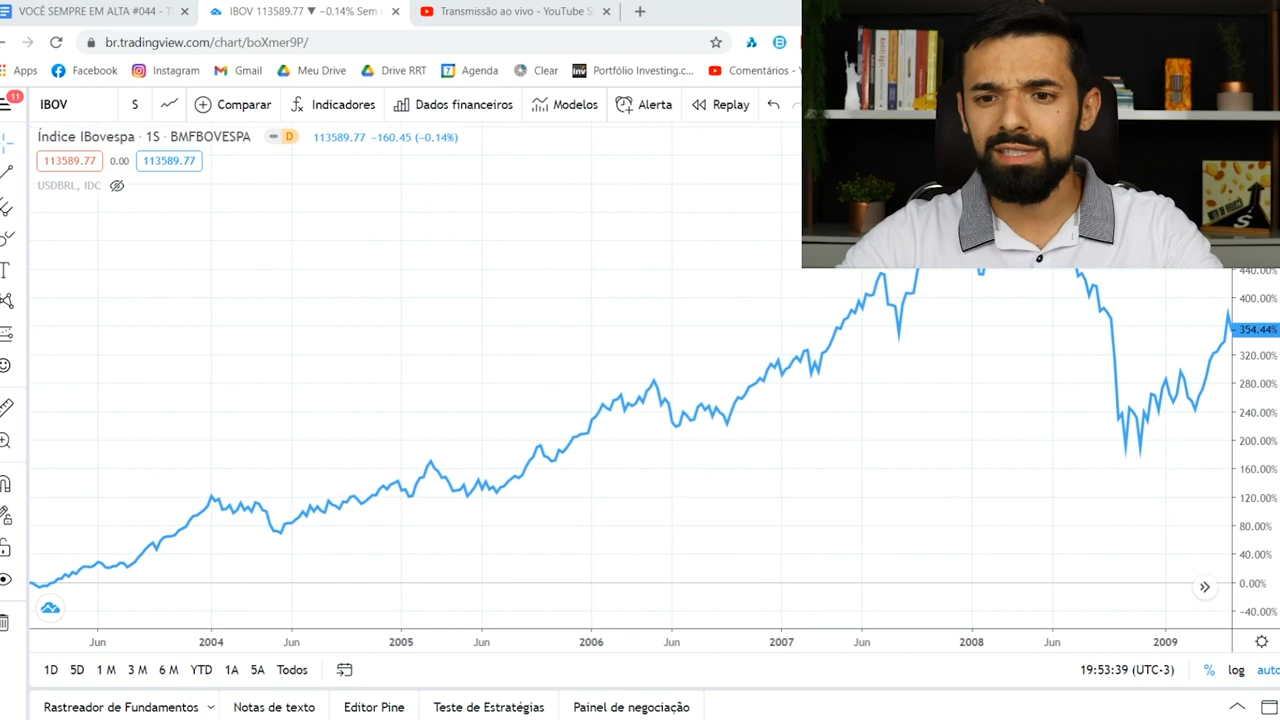 VOCÊ SEMPRE EM ALTA #044 - T
IBOV 113589.77 ▼ −0.14% Sem
Transmissão ao vivo - YouTube S
br.tradingview.com/chart/boXmer9P/
Apps Facebook Instagram Gmail Meu Drive Drive RRT Agenda Clear Portfólio Investing.c... Comentários -
11
IBOV S Comparar Indicadores Dados financeiros Modelos Alerta Replay
Índice IBovespa · 1S · BMFBOVESPA D 113589.77 −160.45 (−0.14%)
113589.77 0.00 113589.77
USDBRL, IDC
440.00%
400.00%
354.44%
320.00%
280.00%
240.00%
200.00%
160.00%
120.00%
80.00%
40.00%
0.00%
−40.00%
Jun 2004 Jun 2005 Jun 2006 Jun 2007 Jun 2008 Jun 2009
1D 5D 1 M 3 M 6 M YTD 1A 5A Todos 19:53:39 (UTC-3) % log auto
Rastreador de Fundamentos Notas de texto Editor Pine Teste de Estratégias Painel de negociação